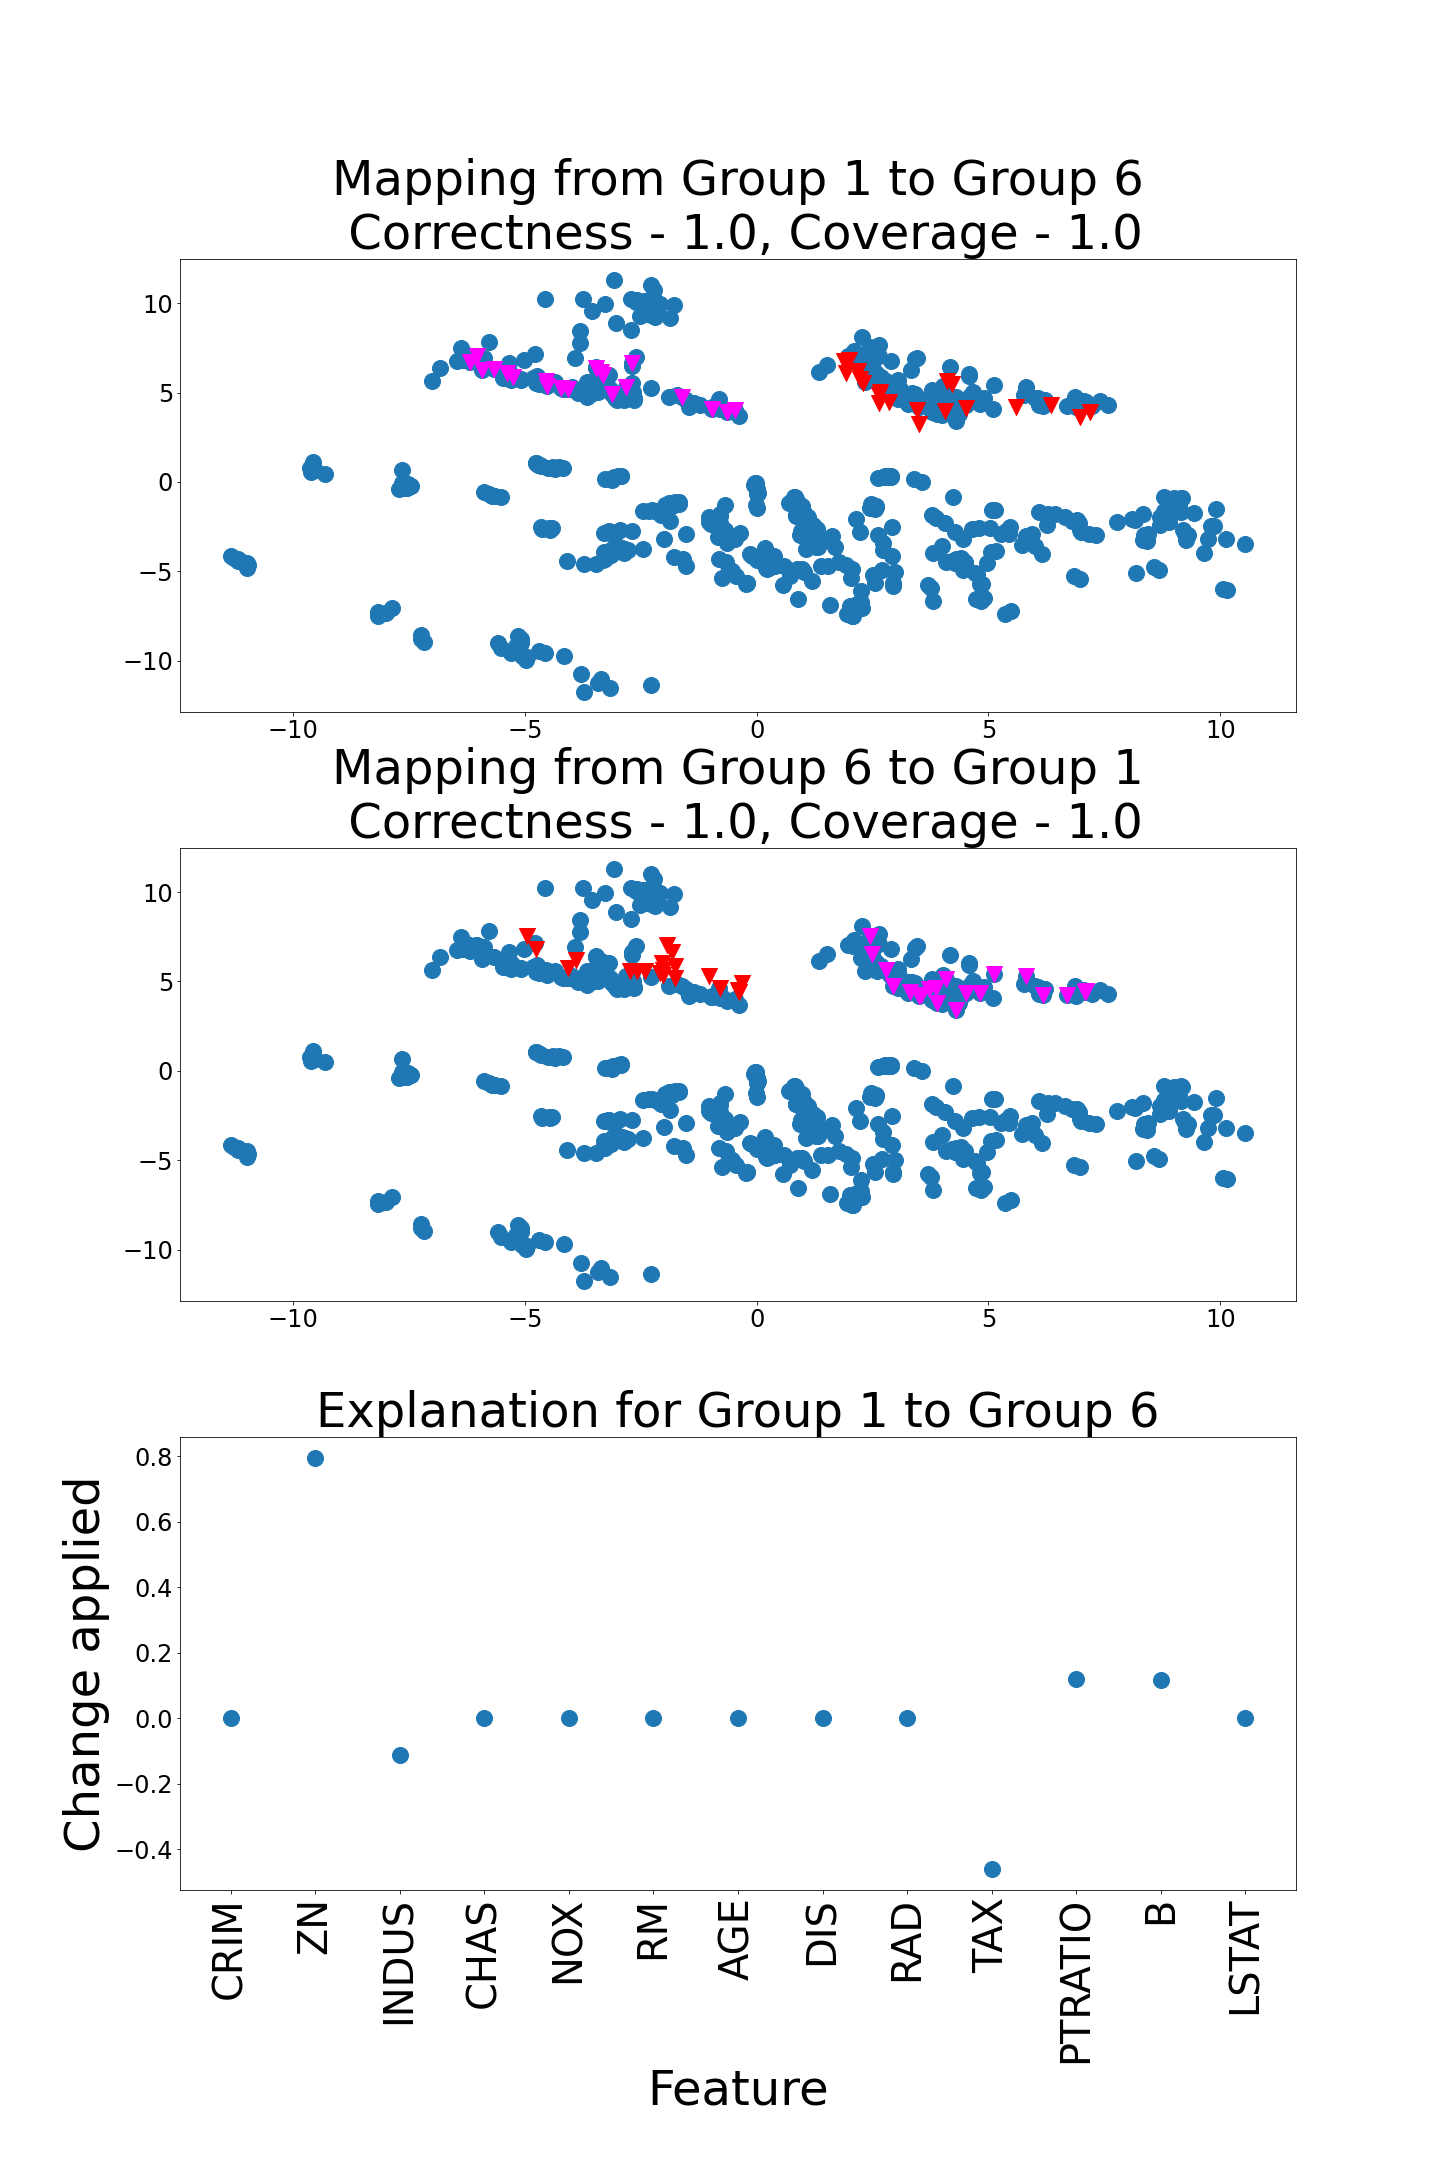 Mapping from Group 1 to Group 6
Correctness - 1.0, Coverage - 1.0
10
5
0
−5
−10
−10 −5 0 5 10
Mapping from Group 6 to Group 1
Correctness - 1.0, Coverage - 1.0
10
5
0
−5
−10
−10 −5 0 5 10
Explanation for Group 1 to Group 6
Change applied
0.8
0.6
0.4
0.2
0.0
−0.2
−0.4
CRIM ZN INDUS CHAS NOX RM AGE DIS RAD TAX PTRATIO B LSTAT
Feature